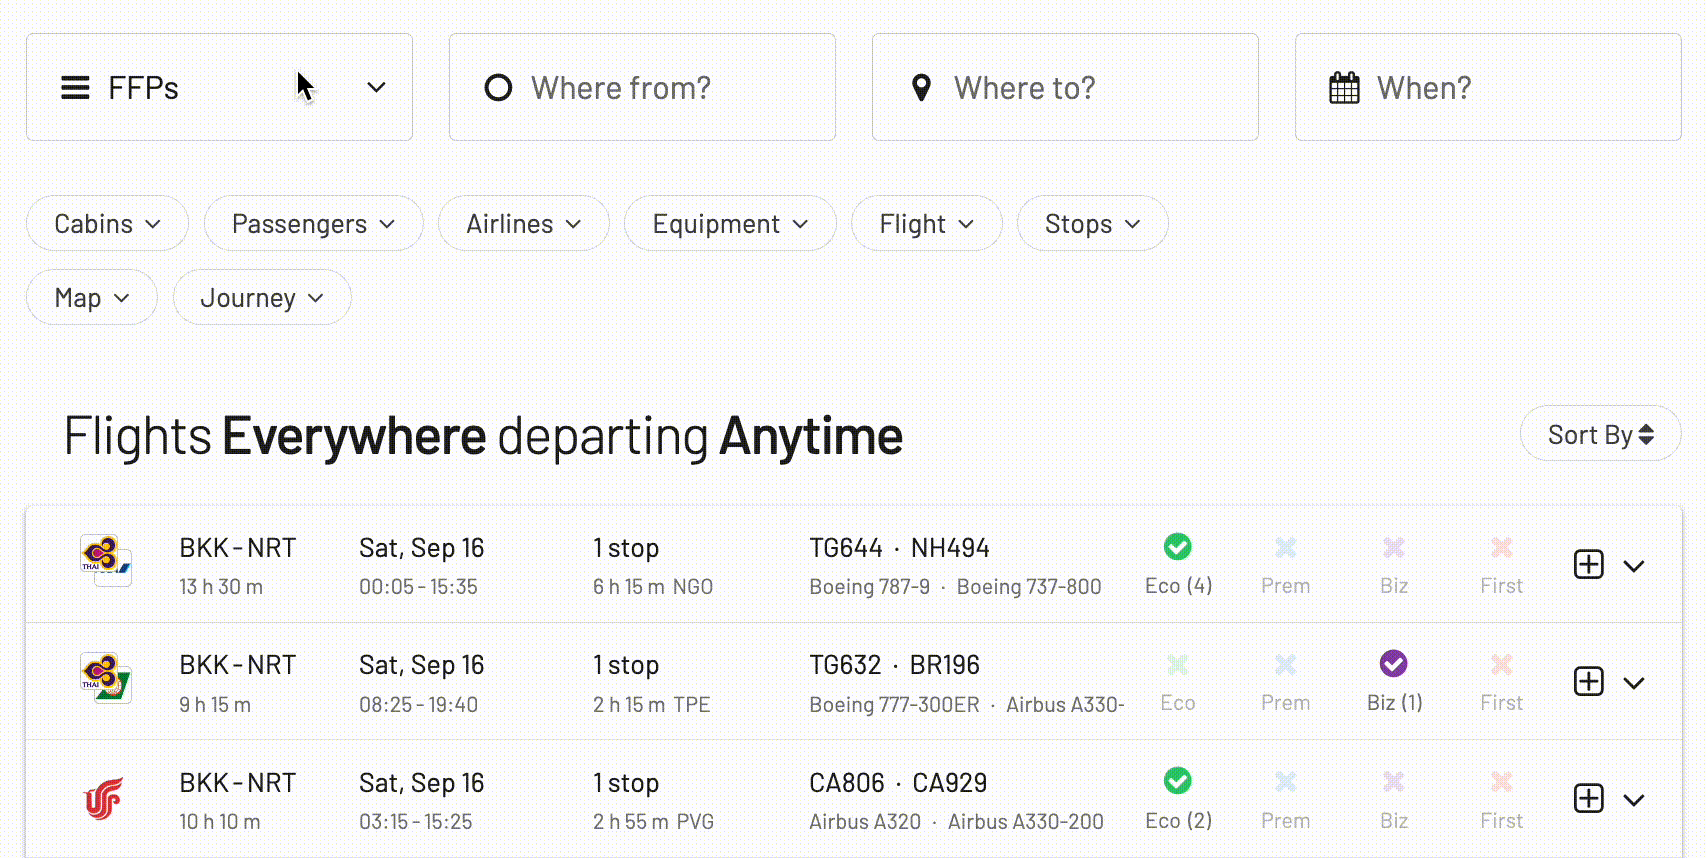 FFPs
Where from?
Where to?
When?
Cabins
Passengers
Airlines
Equipment
Flight
Stops
Map
Journey
Flights Everywhere departing Anytime
Sort By
THAI
BKK - NRT
Sat, Sep 16
1 stop
TG644 · NH494
13 h 30 m
00:05 - 15:35
6 h 15 m NGO
Boeing 787-9 · Boeing 737-800
Eco (4)
Prem
Biz
First
THAI
BKK - NRT
Sat, Sep 16
1 stop
TG632 · BR196
9 h 15 m
08:25 - 19:40
2 h 15 m TPE
Boeing 777-300ER · Airbus A330-
Eco
Prem
Biz (1)
First
BKK - NRT
Sat, Sep 16
1 stop
CA806 · CA929
10 h 10 m
03:15 - 15:25
2 h 55 m PVG
Airbus A320 · Airbus A330-200
Eco (2)
Prem
Biz
First